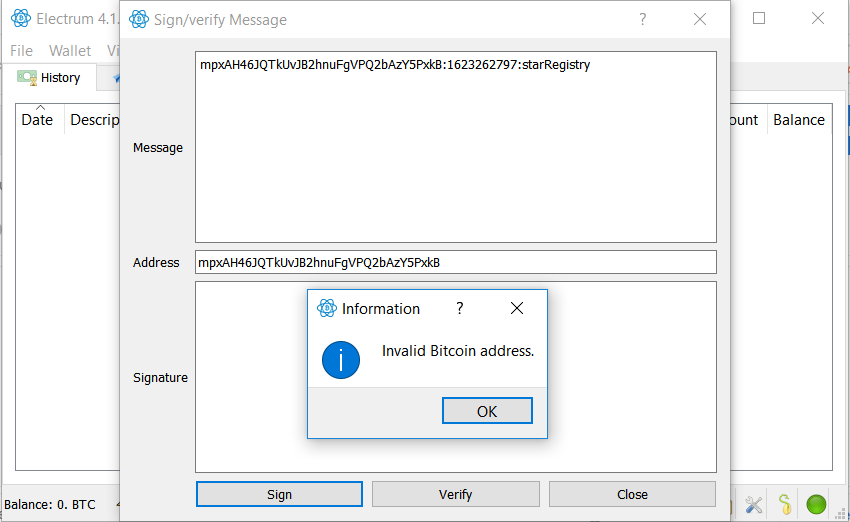 Electrum 4.1.
Sign/verify Message
?
File Wallet Vi
History
Date
Descrip
ount
Balance
Message
mpxAH46JQTkUvJB2hnuFgVPQ2bAzY5PxkB:1623262797:starRegistry
Address
mpxAH46JQTkUvJB2hnuFgVPQ2bAzY5PxkB
Information
?
Invalid Bitcoin address.
OK
Signature
Sign
Verify
Close
Balance: 0. BTC